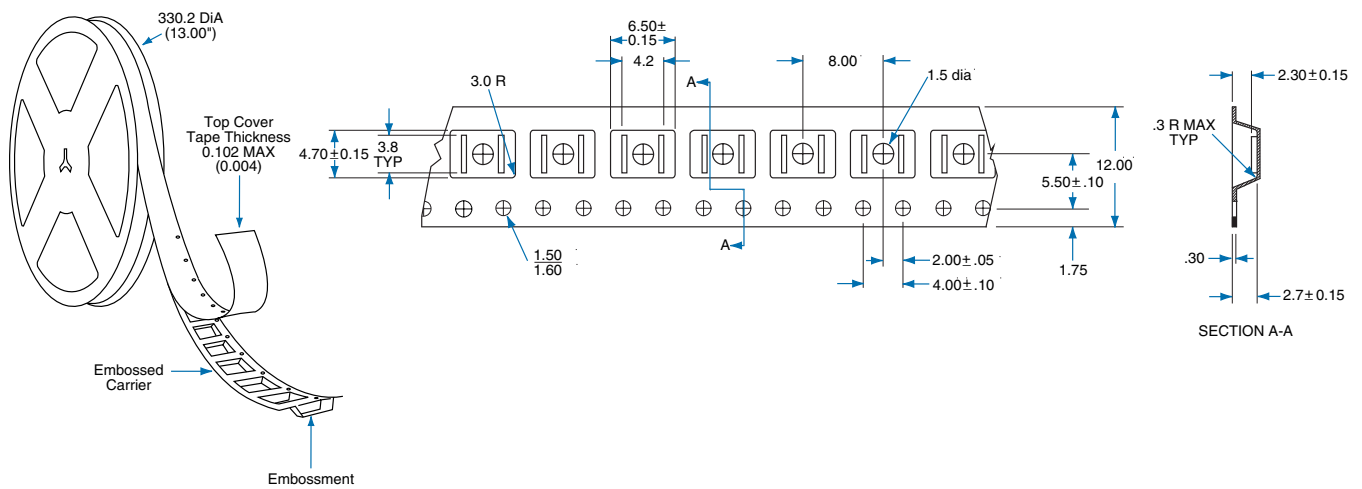 330.2 DiA
(13.00")
Top Cover
Tape Thickness
0.102 MAX
(0.004)
Embossed
Carrier
Embossment
6.50±
0.15
4.2
3.0 R
A
8.00
1.5 dia
4.70±0.15
3.8
TYP
12.00
5.50±.10
A
1.50
1.60
2.00±.05
4.00±.10
1.75
2.30±0.15
.3 R MAX
TYP
.30
2.7±0.15
SECTION A-A